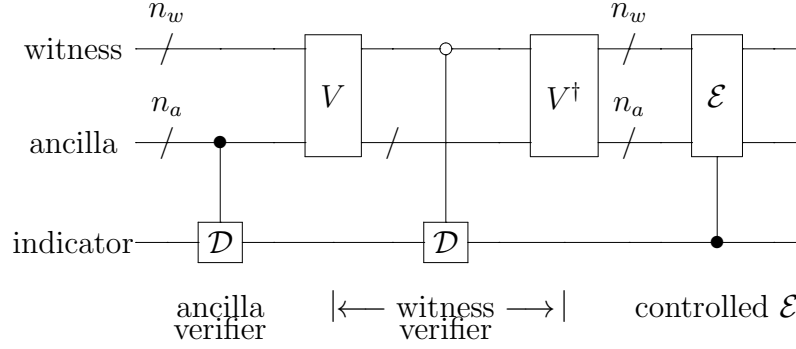 n_w n_w
witness V V† ℰ
n_a n_a
ancilla
indicator 𝒟 𝒟
ancilla verifier |⟵ witness verifier ⟶| controlled ℰ